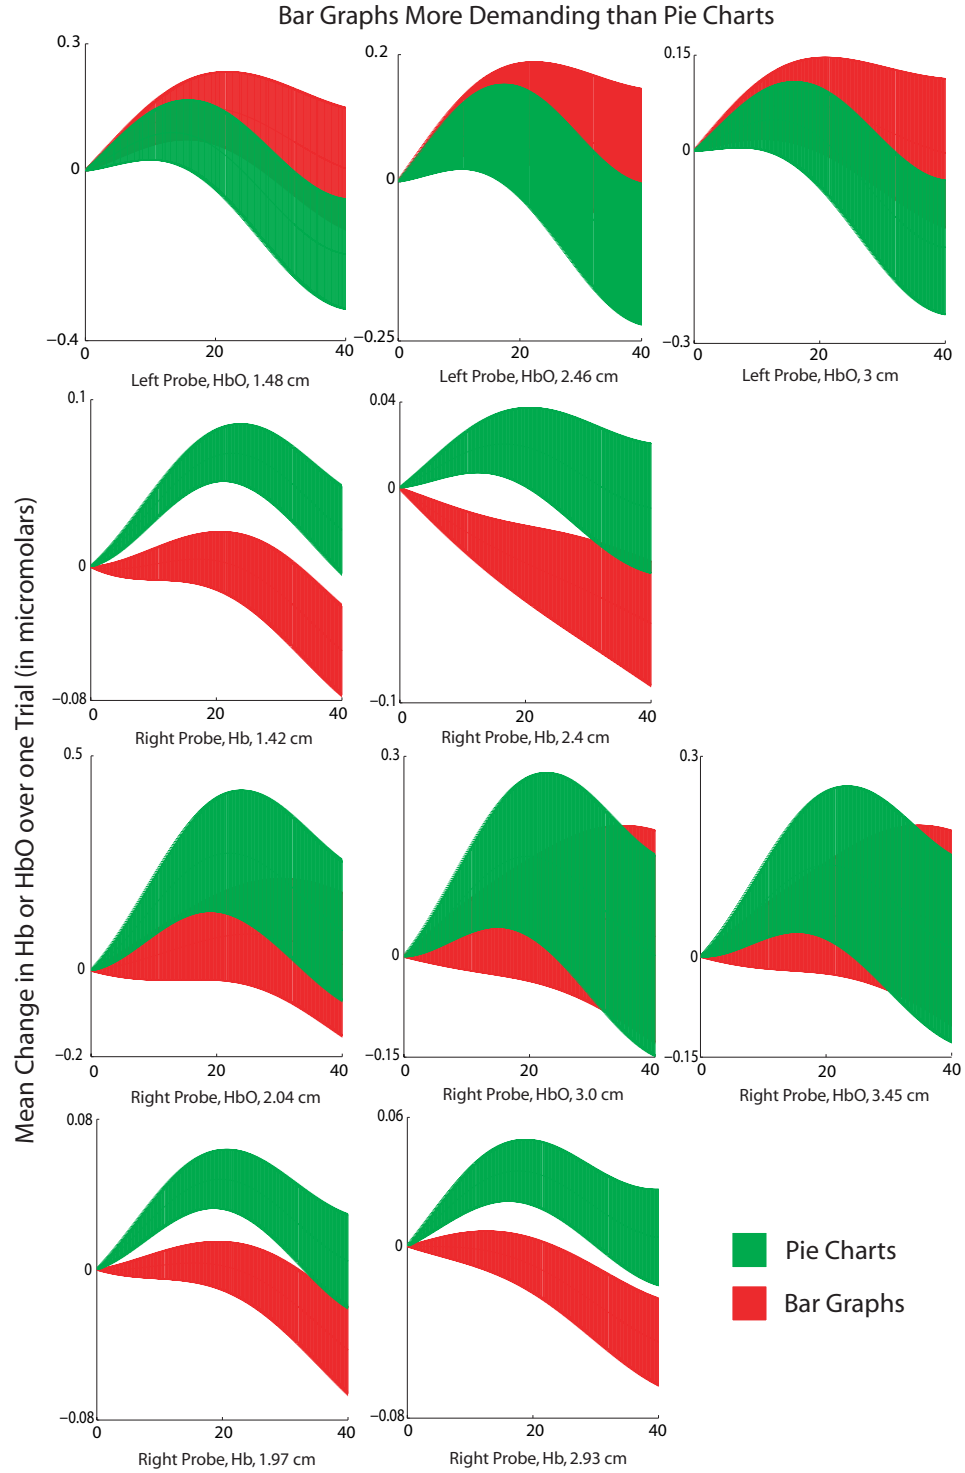 Bar Graphs More Demanding than Pie Charts
Mean Change in Hb or HbO over one Trial (in micromolars)
0.3
0
−0.4
0 20 40
Left Probe, HbO, 1.48 cm
0.2
0
−0.25
0 20 40
Left Probe, HbO, 2.46 cm
0.15
0
−0.3
0 20 40
Left Probe, HbO, 3 cm
0.1
0
−0.08
0 20 40
Right Probe, Hb, 1.42 cm
0.04
0
−0.1
0 20 40
Right Probe, Hb, 2.4 cm
0.5
0
−0.2
0 20 40
Right Probe, HbO, 2.04 cm
0.3
0
−0.15
0 20 40
Right Probe, HbO, 3.0 cm
0.3
0
−0.15
0 20 40
Right Probe, HbO, 3.45 cm
0.08
0
−0.08
0 20 40
Right Probe, Hb, 1.97 cm
0.06
0
−0.08
0 20 40
Right Probe, Hb, 2.93 cm
Pie Charts
Bar Graphs